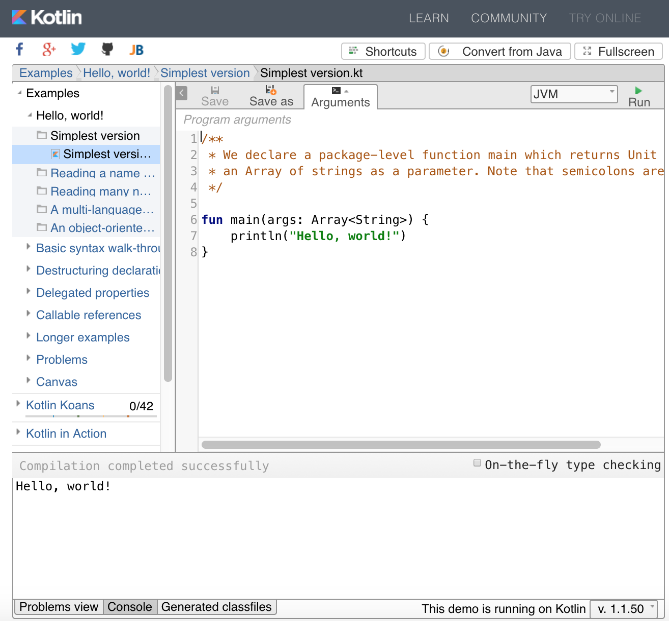 Kotlin
LEARN COMMUNITY TRY ONLINE
f g+ JB
Shortcuts Convert from Java Fullscreen
Examples Hello, world! Simplest version Simplest version.kt
Examples
Hello, world!
Simplest version
Simplest versi...
Reading a name ...
Reading many n...
A multi-language...
An object-oriente...
Basic syntax walk-throu
Destructuring declaratio
Delegated properties
Callable references
Longer examples
Problems
Canvas
Kotlin Koans 0/42
Kotlin in Action
Save Save as Arguments JVM Run
Program arguments
1 /**
2 * We declare a package-level function main which returns Unit
3 * an Array of strings as a parameter. Note that semicolons are
4 */
5
6 fun main(args: Array<String>) {
7 println("Hello, world!")
8 }
Compilation completed successfully On-the-fly type checking
Hello, world!
Problems view Console Generated classfiles This demo is running on Kotlin v. 1.1.50